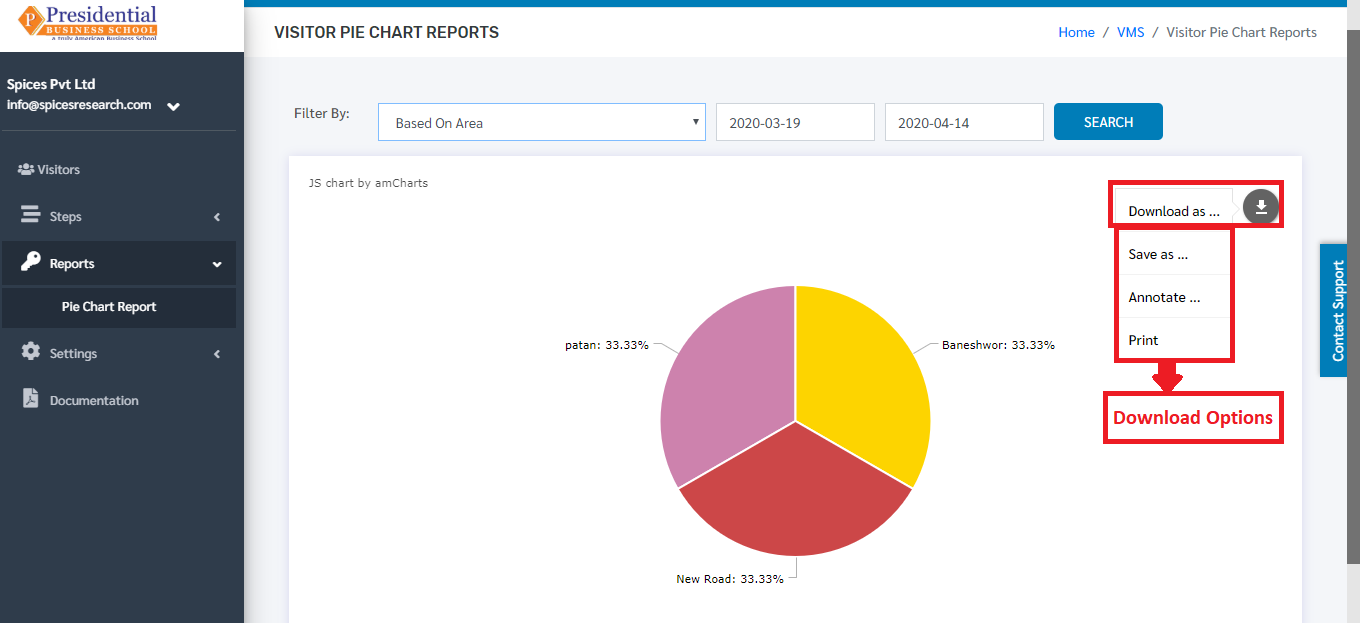 P
Presidential
BUSINESS SCHOOL
a truly American Business School
Spices Pvt Ltd
info@spicesresearch.com
Visitors
Steps
Reports
Pie Chart Report
Settings
Documentation
VISITOR PIE CHART REPORTS
Home / VMS / Visitor Pie Chart Reports
Filter By:
Based On Area
2020-03-19
2020-04-14
SEARCH
JS chart by amCharts
Download as ...
Save as ...
Annotate ...
Print
Download Options
patan: 33.33%
Baneshwor: 33.33%
New Road: 33.33%
Contact Support